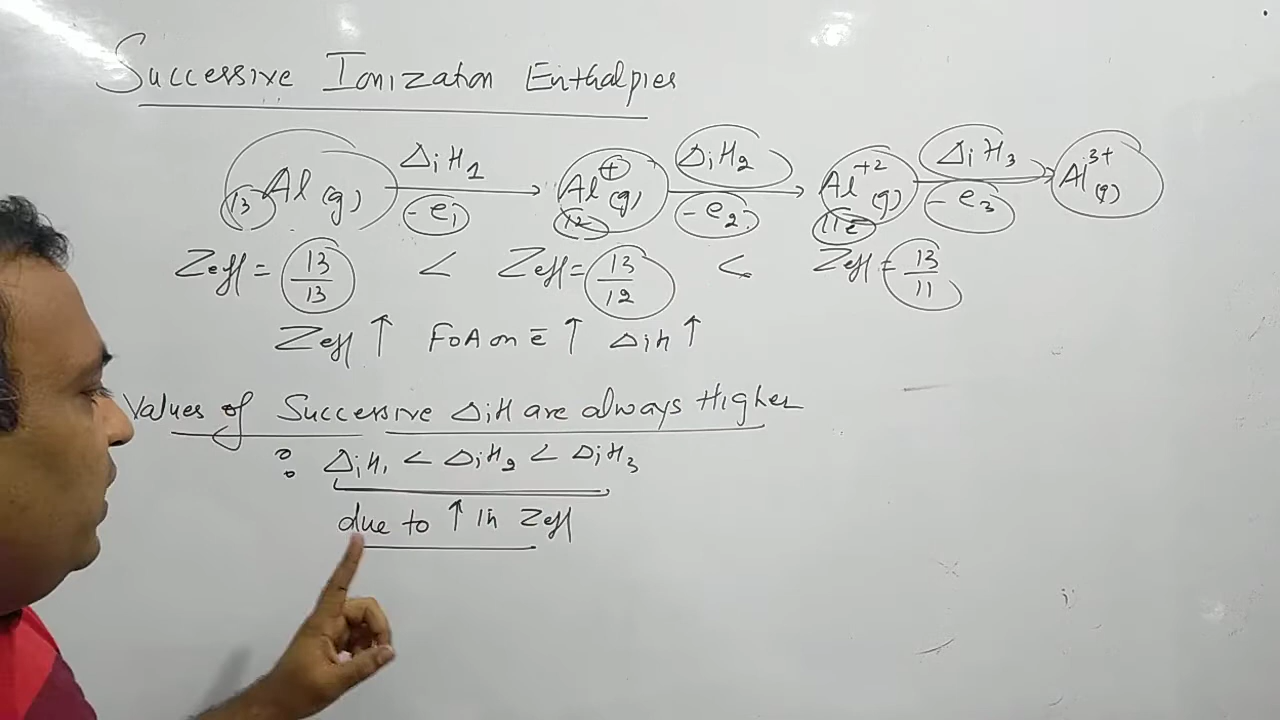 Successive Ionization Enthalpies
Al(g) ΔiH1 → Al+(g) ΔiH2 → Al+2(g) ΔiH3 → Al3+(g)
13 -e1 12 -e2 11e -e3
Zeff = 13/13 < Zeff = 13/12 < Zeff = 13/11
Zeff ↑ FOA on ē ↑ Δih ↑
Values of Successive ΔiH are always Higher
: ΔiH1 < ΔiH2 < ΔiH3
due to ↑ in Zeff